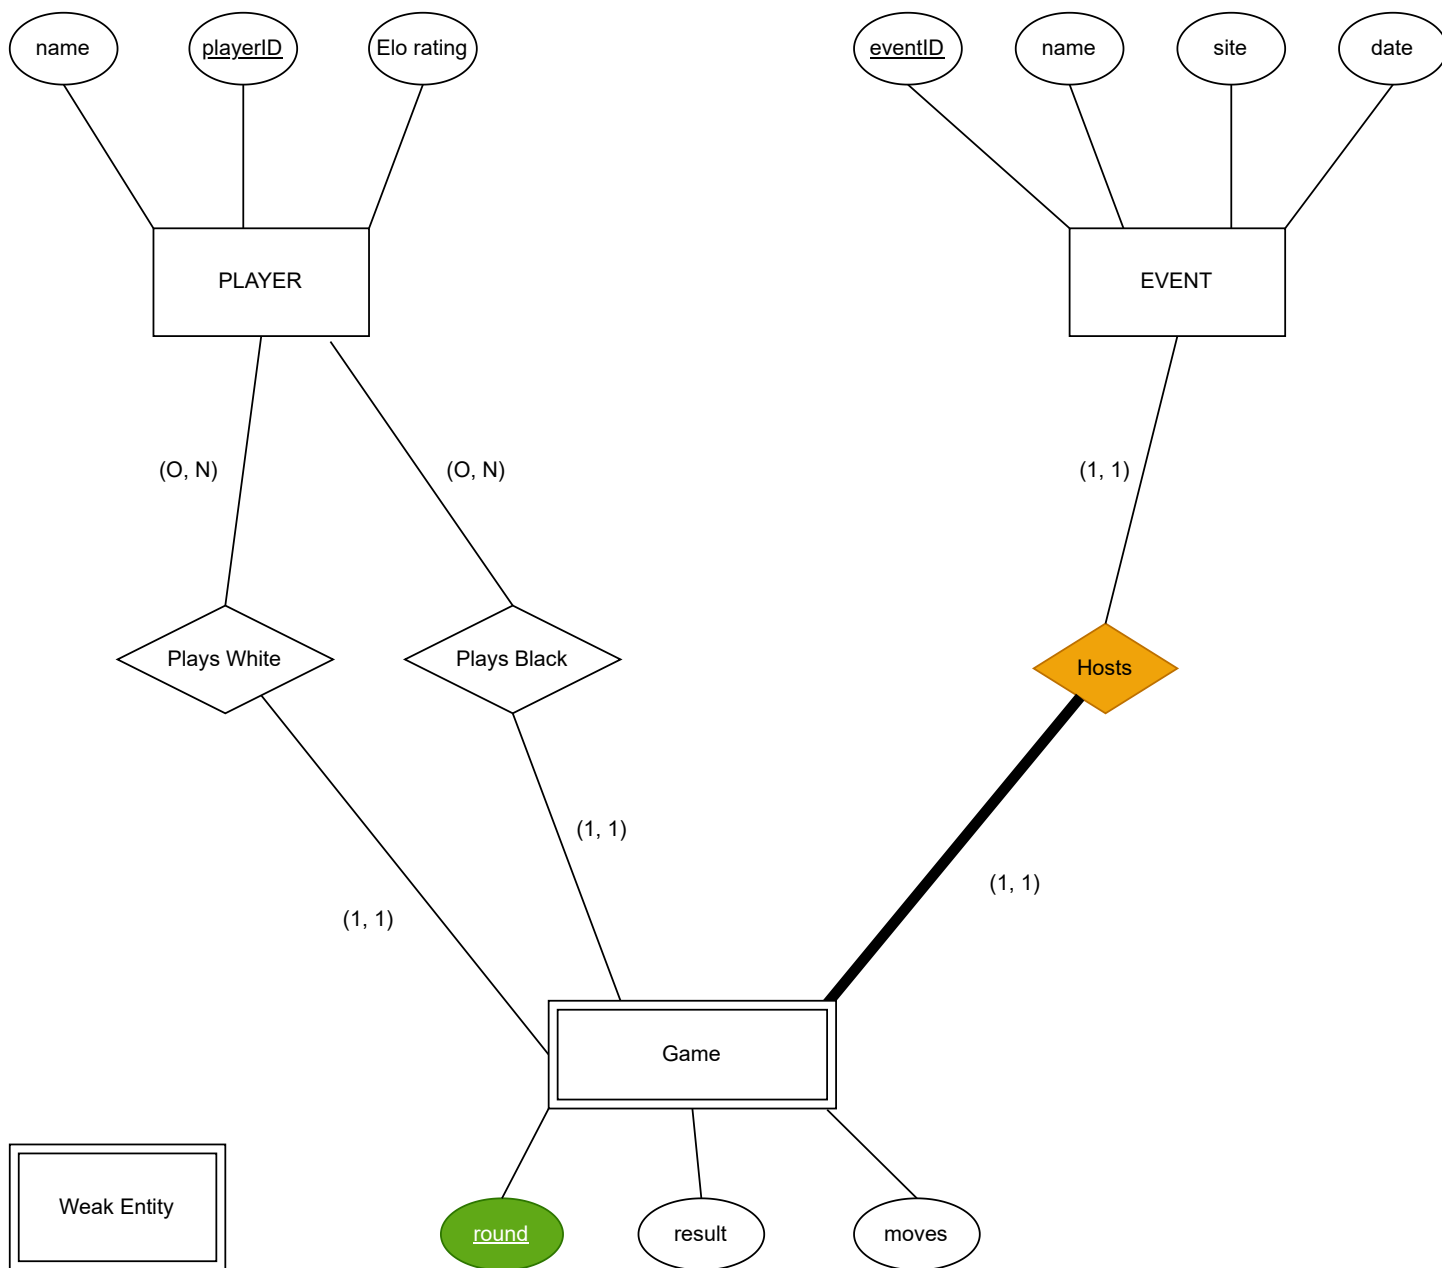 name
playerID
Elo rating
eventID
name
site
date
PLAYER
EVENT
(O, N)
(O, N)
(1, 1)
Plays White
Plays Black
Hosts
(1, 1)
(1, 1)
(1, 1)
Game
Weak Entity
round
result
moves